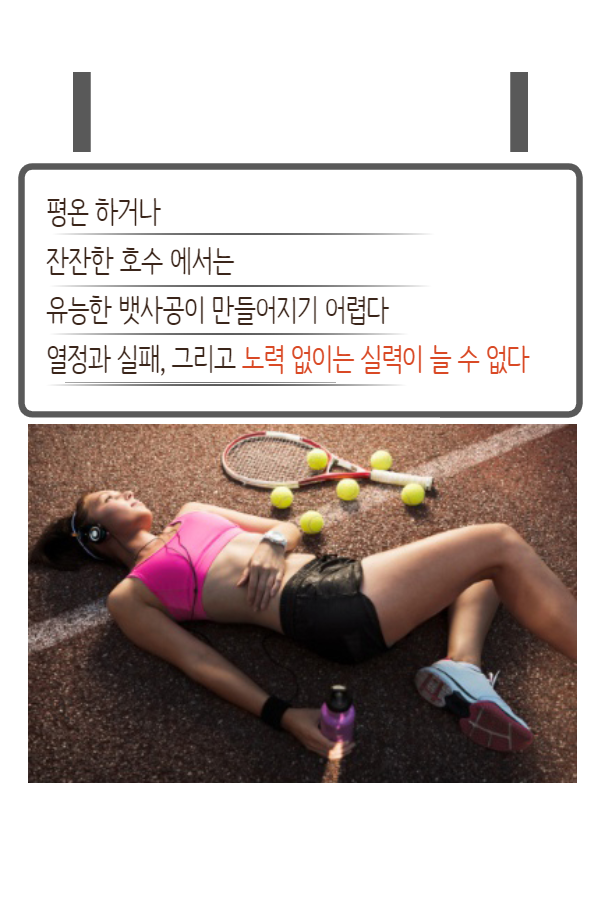 평온 하거나
잔잔한 호수 에서는
유능한 뱃사공이 만들어지기 어렵다
열정과 실패, 그리고 노력 없이는 실력이 늘 수 없다